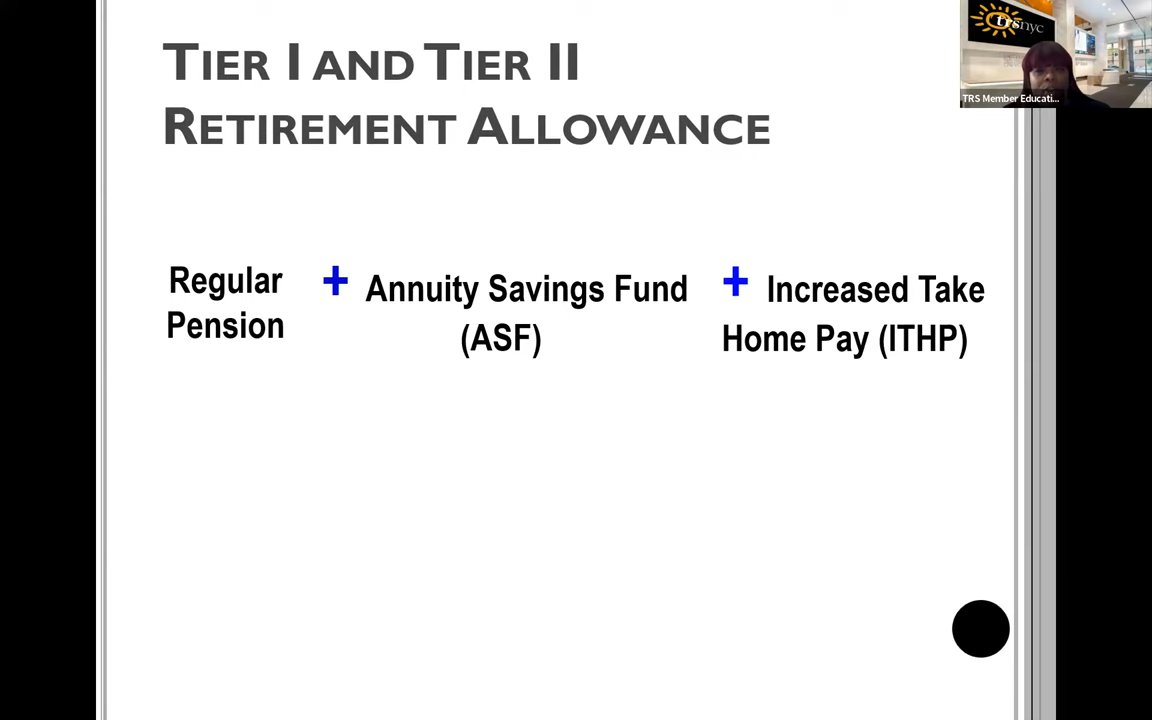 TIER I AND TIER II
RETIREMENT ALLOWANCE
trsnyc
TRS Member Educati...
Regular + Annuity Savings Fund + Increased Take
Pension (ASF) Home Pay (ITHP)